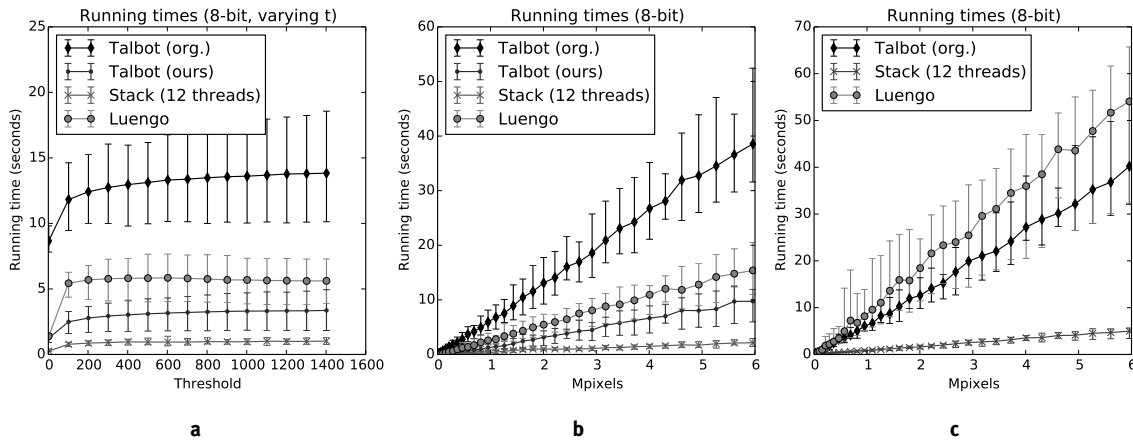 Running times (8-bit, varying t)
25
20
15
10
5
0
0 200 400 600 800 1000 1200 1400 1600
Running time (seconds)
Threshold
Talbot (org.)
Talbot (ours)
Stack (12 threads)
Luengo
a
Running times (8-bit)
60
50
40
30
20
10
0
0 1 2 3 4 5 6
Running time (seconds)
Mpixels
Talbot (org.)
Talbot (ours)
Stack (12 threads)
Luengo
b
Running times (8-bit)
70
60
50
40
30
20
10
0
0 1 2 3 4 5 6
Running time (seconds)
Mpixels
Talbot (org.)
Stack (12 threads)
Luengo
c